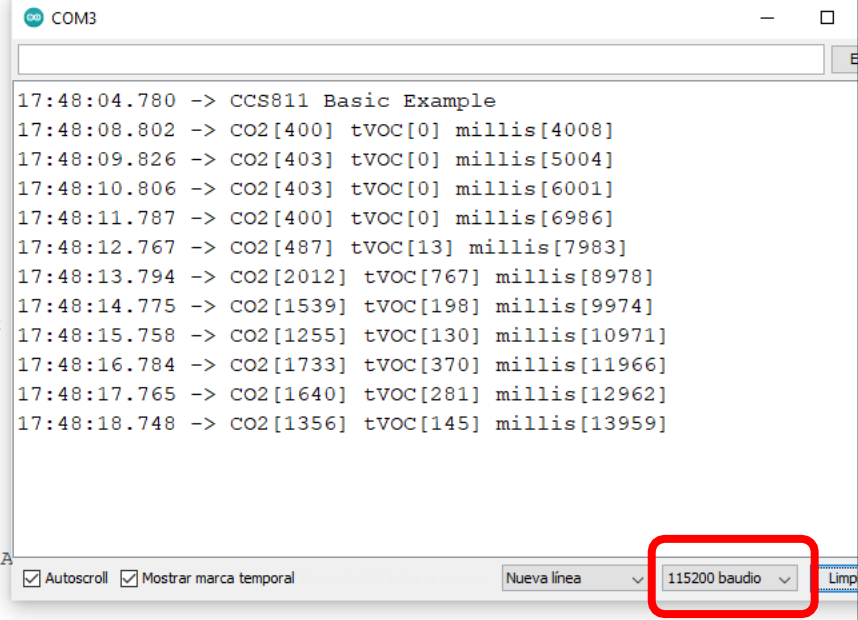 COM3
E
17:48:04.780 -> CCS811 Basic Example
17:48:08.802 -> CO2[400] tVOC[0] millis[4008]
17:48:09.826 -> CO2[403] tVOC[0] millis[5004]
17:48:10.806 -> CO2[403] tVOC[0] millis[6001]
17:48:11.787 -> CO2[400] tVOC[0] millis[6986]
17:48:12.767 -> CO2[487] tVOC[13] millis[7983]
17:48:13.794 -> CO2[2012] tVOC[767] millis[8978]
17:48:14.775 -> CO2[1539] tVOC[198] millis[9974]
17:48:15.758 -> CO2[1255] tVOC[130] millis[10971]
17:48:16.784 -> CO2[1733] tVOC[370] millis[11966]
17:48:17.765 -> CO2[1640] tVOC[281] millis[12962]
17:48:18.748 -> CO2[1356] tVOC[145] millis[13959]
A
Autoscroll Mostrar marca temporal Nueva línea 115200 baudio Limp